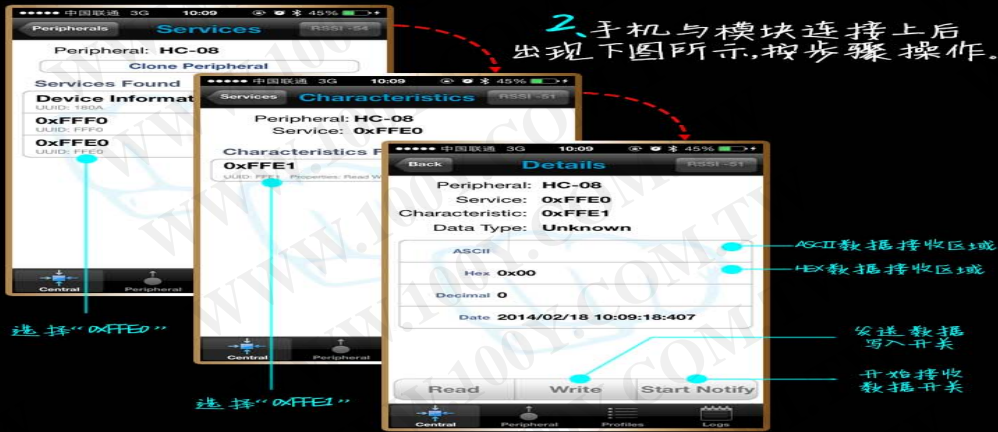 2、手机与模块连接上后
出现下图所示,按步骤操作。
中国联通 3G 10:09 45%
Peripherals Services RSSI -54
Peripheral: HC-08
Clone Peripheral
Services Found
Device Informat
UUID: 180A
0xFFF0
UUID: FFF0
0xFFE0
UUID: FFE0
Central Peripheral
选择“0XFFE0”
中国联通 3G 10:09 45%
Services Characteristics RSSI -51
Peripheral: HC-08
Service: 0xFFE0
Characteristics F
0xFFE1
UUID: FFE1 Properties: Read W
Central Peripheral
选择“0XFFE1”
中国联通 3G 10:09 45%
Back Details RSSI -51
Peripheral: HC-08
Service: 0xFFE0
Characteristic: 0xFFE1
Data Type: Unknown
ASCII
Hex 0x00
Decimal 0
Date 2014/02/18 10:09:18:407
Read Write Start Notify
Central Peripheral Profiles Logs
ASCII数据接收区域
HEX数据接收区域
发送数据
写入开关
开始接收
数据开关
WWW.100Y.COM.TW